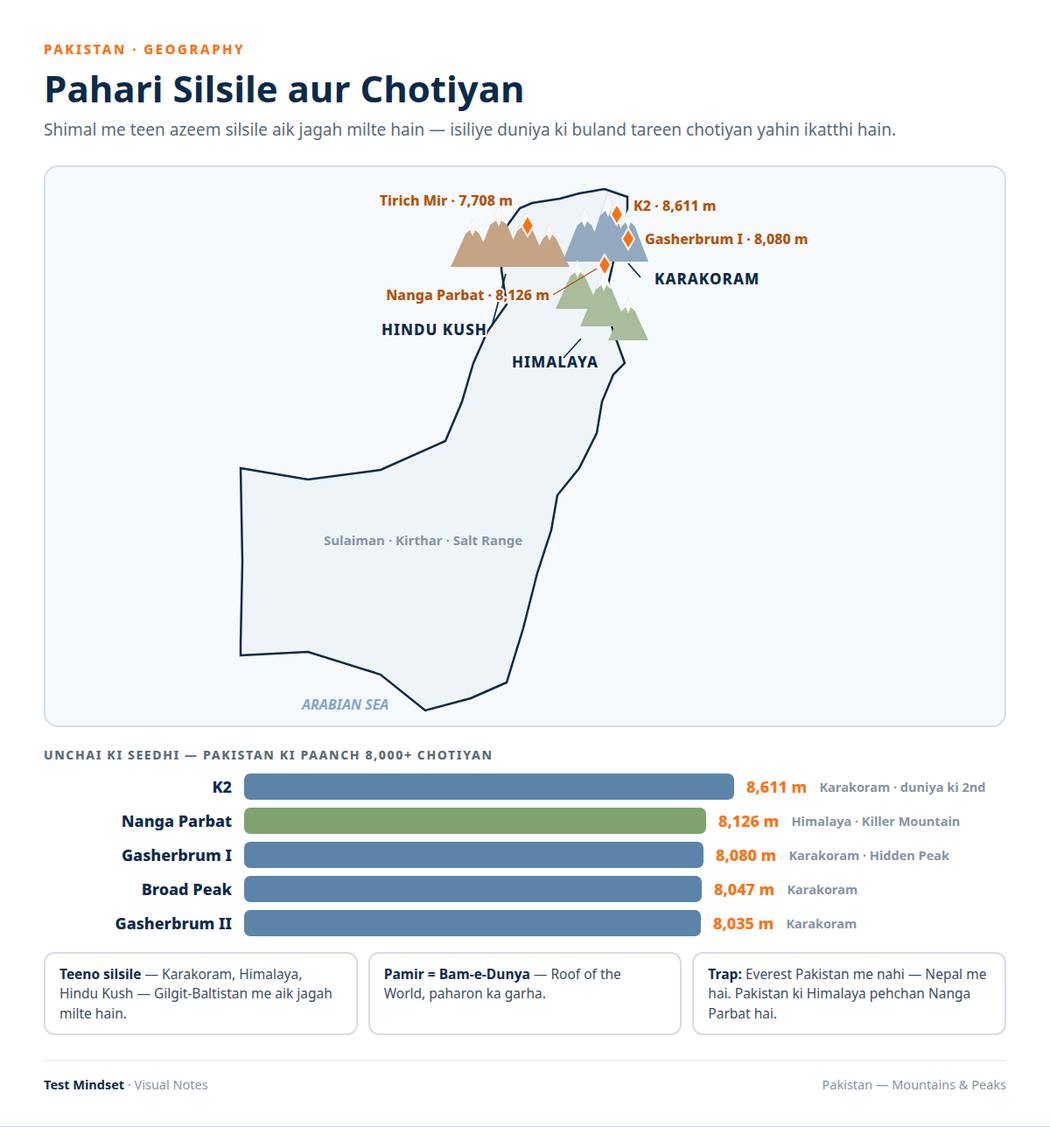 PAKISTAN · GEOGRAPHY
Pahari Silsile aur Chotiyan
Shimal me teen azeem silsile aik jagah milte hain — isiliye duniya ki buland tareen chotiyan yahin ikatthi hain.
Tirich Mir · 7,708 m
K2 · 8,611 m
Gasherbrum I · 8,080 m
KARAKORAM
Nanga Parbat · 8,126 m
HINDU KUSH
HIMALAYA
Sulaiman · Kirthar · Salt Range
ARABIAN SEA
UNCHAI KI SEEDHI — PAKISTAN KI PAANCH 8,000+ CHOTIYAN
K2 8,611 m Karakoram · duniya ki 2nd
Nanga Parbat 8,126 m Himalaya · Killer Mountain
Gasherbrum I 8,080 m Karakoram · Hidden Peak
Broad Peak 8,047 m Karakoram
Gasherbrum II 8,035 m Karakoram
Teeno silsile — Karakoram, Himalaya,
Hindu Kush — Gilgit-Baltistan me aik jagah
milte hain.
Pamir = Bam-e-Dunya — Roof of the
World, paharon ka garha.
Trap: Everest Pakistan me nahi — Nepal me
hai. Pakistan ki Himalaya pehchan Nanga
Parbat hai.
Test Mindset · Visual Notes
Pakistan — Mountains & Peaks